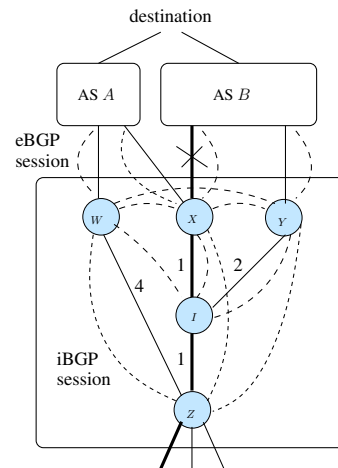 destination
AS A
AS B
eBGP
session
W
X
Y
1
2
4
I
iBGP
session
1
Z